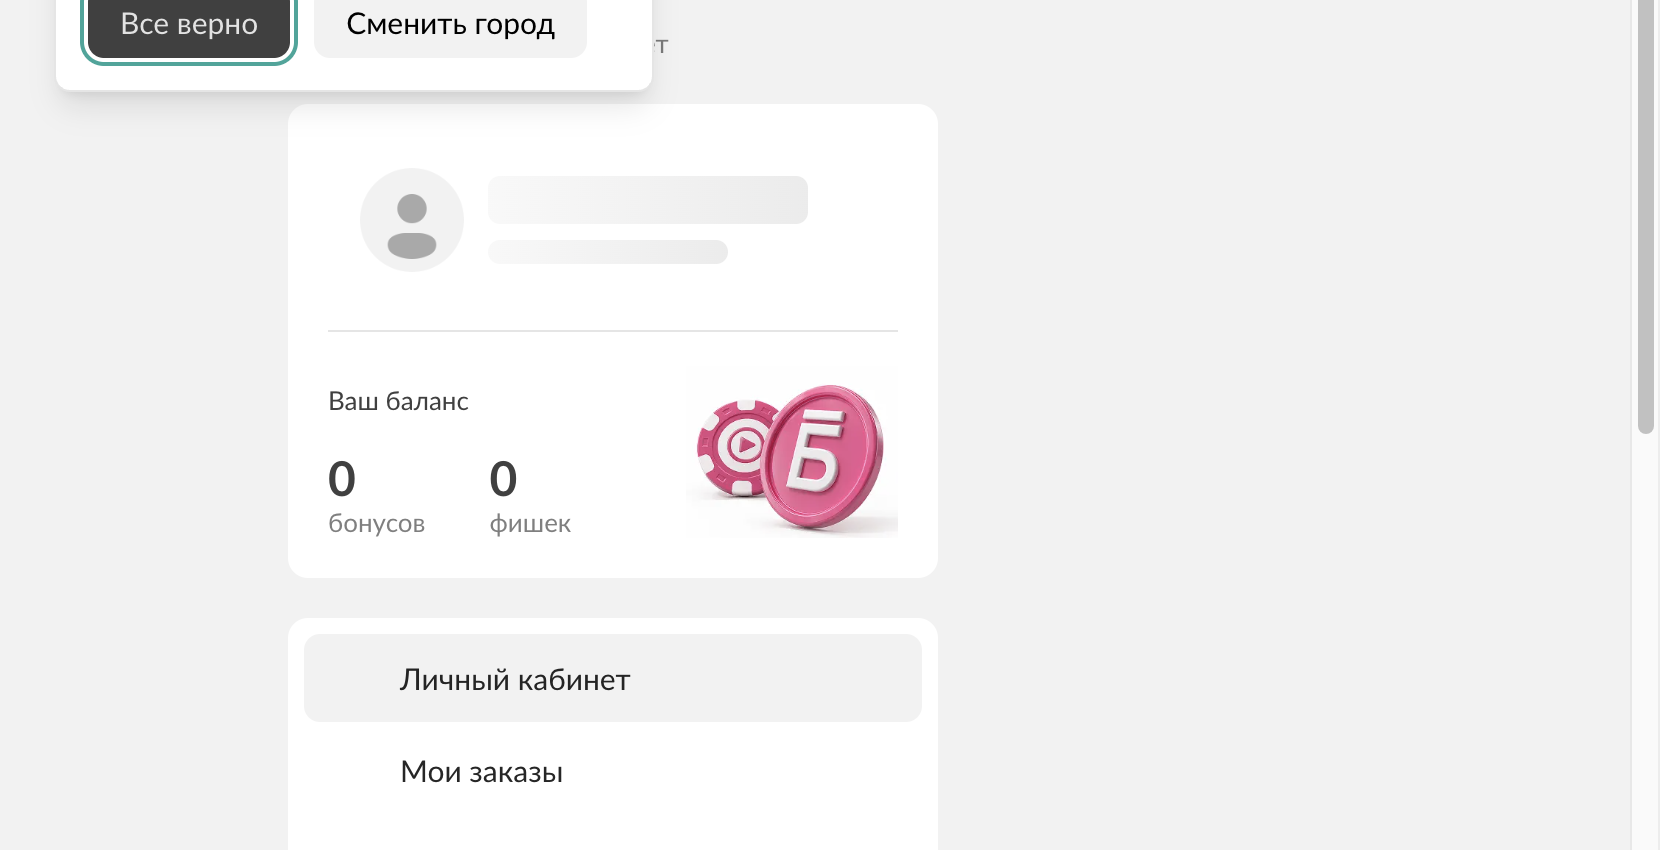 Все верно
Сменить город
Ваш баланс
0
бонусов
0
фишек
Б
Личный кабинет
Мои заказы